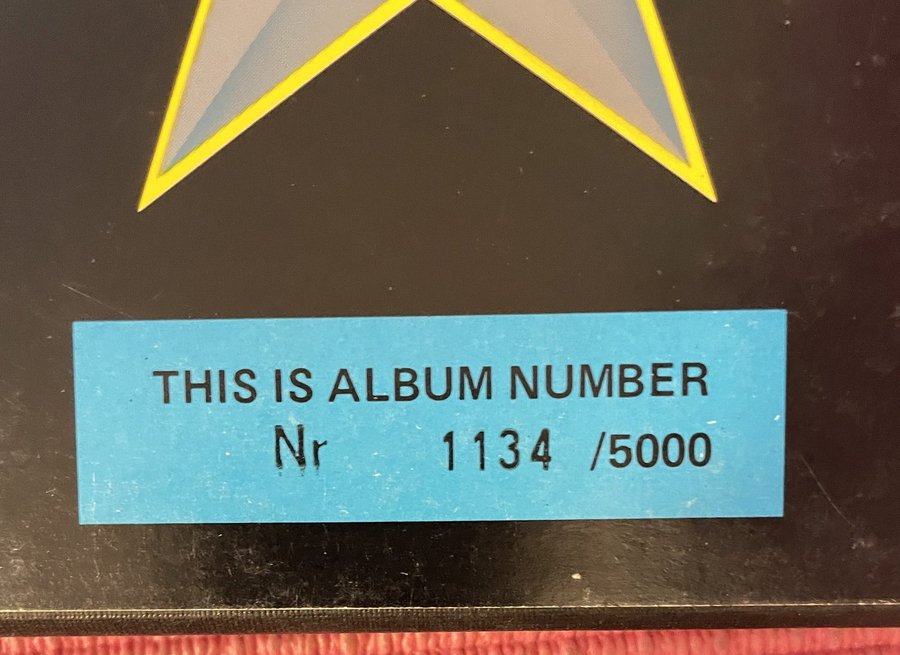 THIS IS ALBUM NUMBER
Nr 1134 /5000